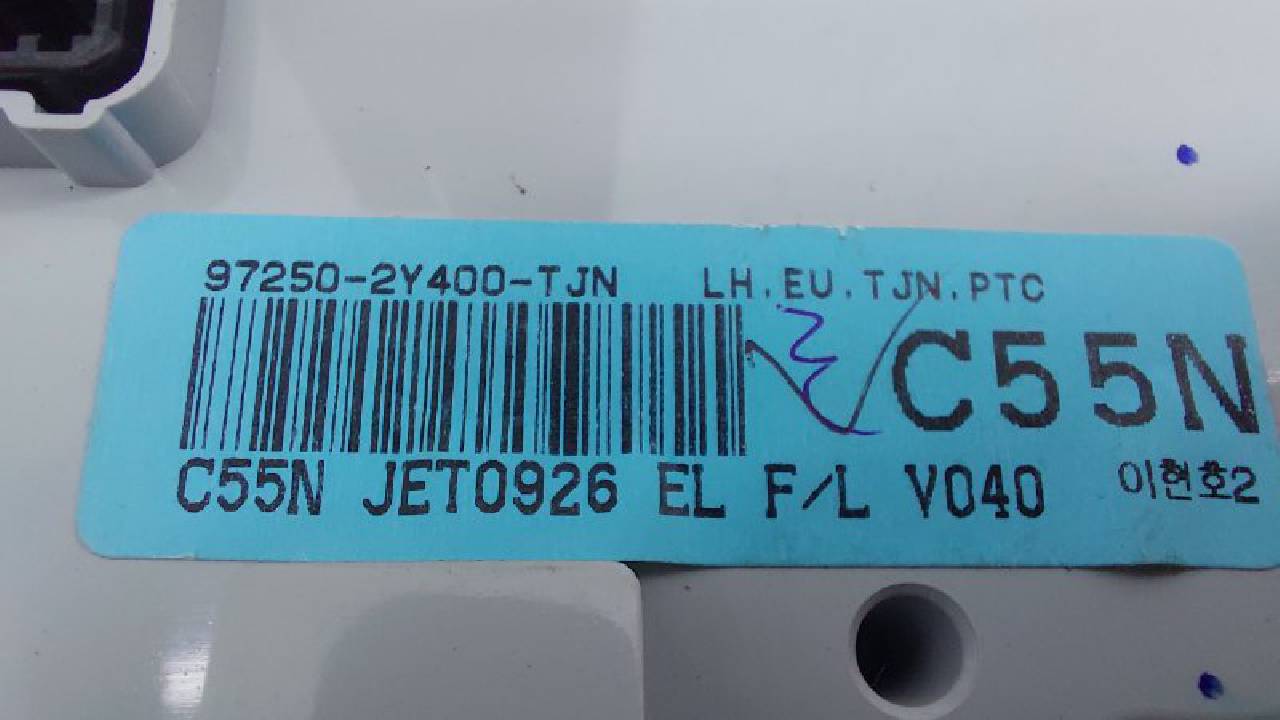 97250-2Y400-TJN LH.EU.TJN.PTC
C55N
C55N JET0926 EL F/L V040 이현호2